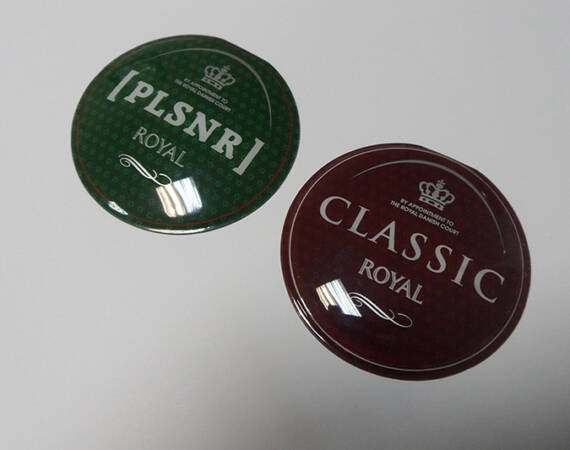 BY APPOINTMENT TO
THE ROYAL DANISH COURT
[PLSNR]
ROYAL
BY APPOINTMENT TO
THE ROYAL DANISH COURT
CLASSIC
ROYAL